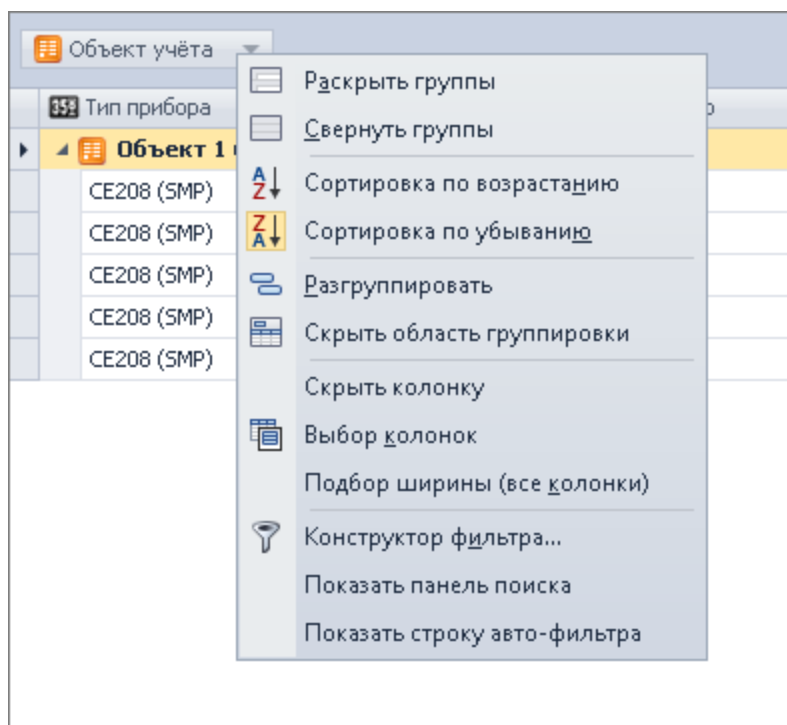 Объект учёта
Тип прибора
Объект 1
CE208 (SMP)
CE208 (SMP)
CE208 (SMP)
CE208 (SMP)
CE208 (SMP)
Раскрыть группы
Свернуть группы
Сортировка по возрастанию
Сортировка по убыванию
Разгруппировать
Скрыть область группировки
Скрыть колонку
Выбор колонок
Подбор ширины (все колонки)
Конструктор фильтра...
Показать панель поиска
Показать строку авто-фильтра